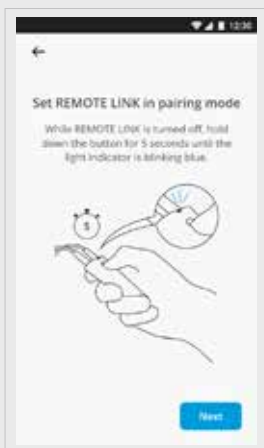 12:30
Set REMOTE LINK in pairing mode
While REMOTE LINK is turned off, hold
down the button for 5 seconds until the
light indicator is blinking blue.
5
Next